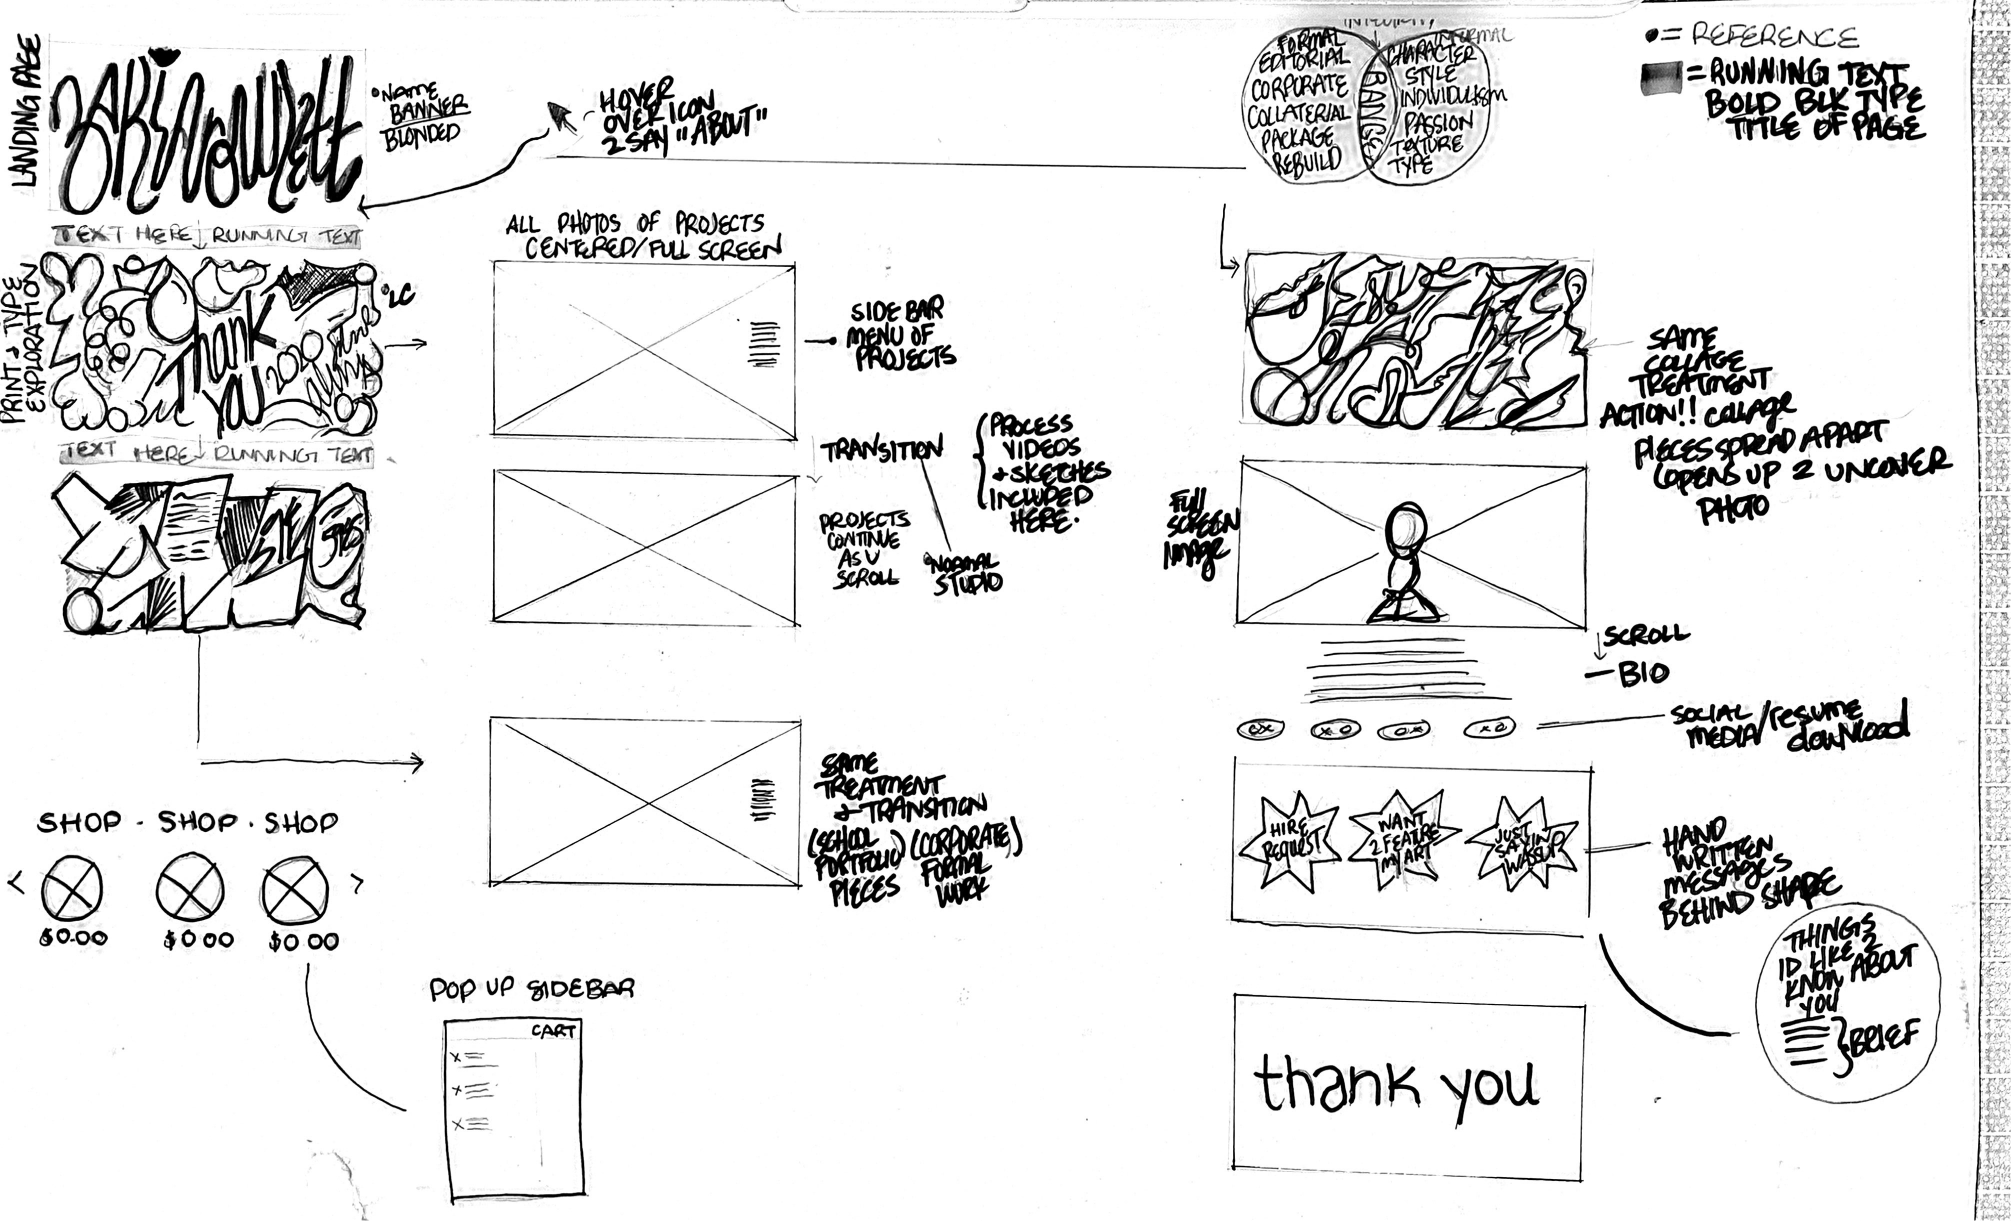 LANDING PAGE
ZAKIAROWLETT
•NAME
BANNER
BLONDED
HOVER
OVER ICON
2 SAY "ABOUT"
FORMAL
EDITORIAL
CORPORATE
COLLATERIAL
PACKAGE
REBUILD
RANGE
INFORMAL
CHARACTER
STYLE
INDIVIDULISM
PASSION
TEXTURE
TYPE
•= REFERENCE
= RUNNING TEXT
BOLD BLK TYPE
TITLE OF PAGE
TEXT HERE RUNNING TEXT
PRINT & TYPE
EXPLORATION
Thank
YOU
•LC
TEXT HERE RUNNING TEXT
ALL PHOTOS OF PROJECTS
CENTERED/FULL SCREEN
SIDE BAR
MENU OF
PROJECTS
TRANSITION
PROCESS
VIDEOS
+ SKETCHES
INCLUDED
HERE.
PROJECTS
CONTINUE
AS U
SCROLL
•NORMAL
STUDIO
SAME
TREATMENT
& TRANSITION
(SCHOOL
PORTFOLIO)
PIECES
(CORPORATE)
FORMAL
WORK
SHOP - SHOP . SHOP
< >
$0.00 $0 00 $0 00
POP UP SIDEBAR
CART
x
x
x
SAME
COLLAGE
TREATMENT
ACTION!! COLLAGE
PIECES SPREAD APART
(OPENS UP 2 UNCOVER
PHOTO
FULL
SCREEN
IMAGE
SCROLL
— BIO
SOCIAL
MEDIA/resume
download
HIRE
REQUEST
WANT
2 FEATURE
MY ART
JUST
SAYIN
WASSUP
HAND
WRITTEN
MESSAGES
BEHIND SHAPE
THINGS
ID LIKE 2
KNOW ABOUT
YOU
BRIEF
thank you